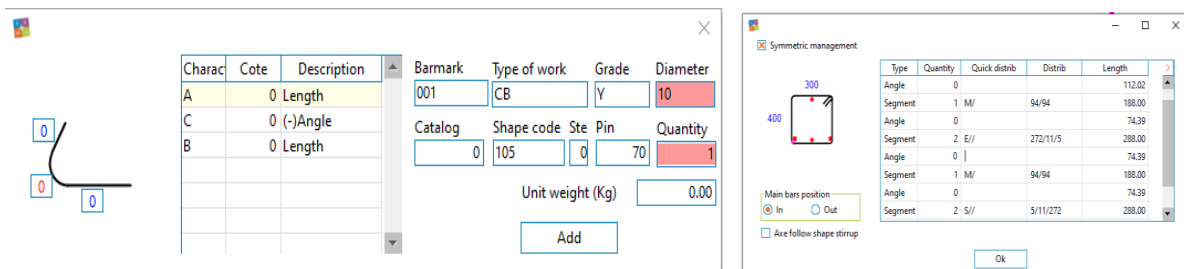 Charac Cote Description
A 0 Length
C 0 (-)Angle
B 0 Length
0
0
0
Barmark Type of work Grade Diameter
001 CB Y 10
Catalog Shape code Ste Pin Quantity
0 105 0 70 1
Unit weight (Kg) 0.00
Add
Symmetric management
300
400
Main bars position
In Out
Axe follow shape stirrup
Type Quantity Quick distrib Distrib Length
Angle 0 112.02
Segment 1 M/ 94/94 188.00
Angle 0 74.39
Segment 2 E// 272/11/5 288.00
Angle 0 74.39
Segment 1 M/ 94/94 188.00
Angle 0 74.39
Segment 2 S// 5/11/272 288.00
Ok